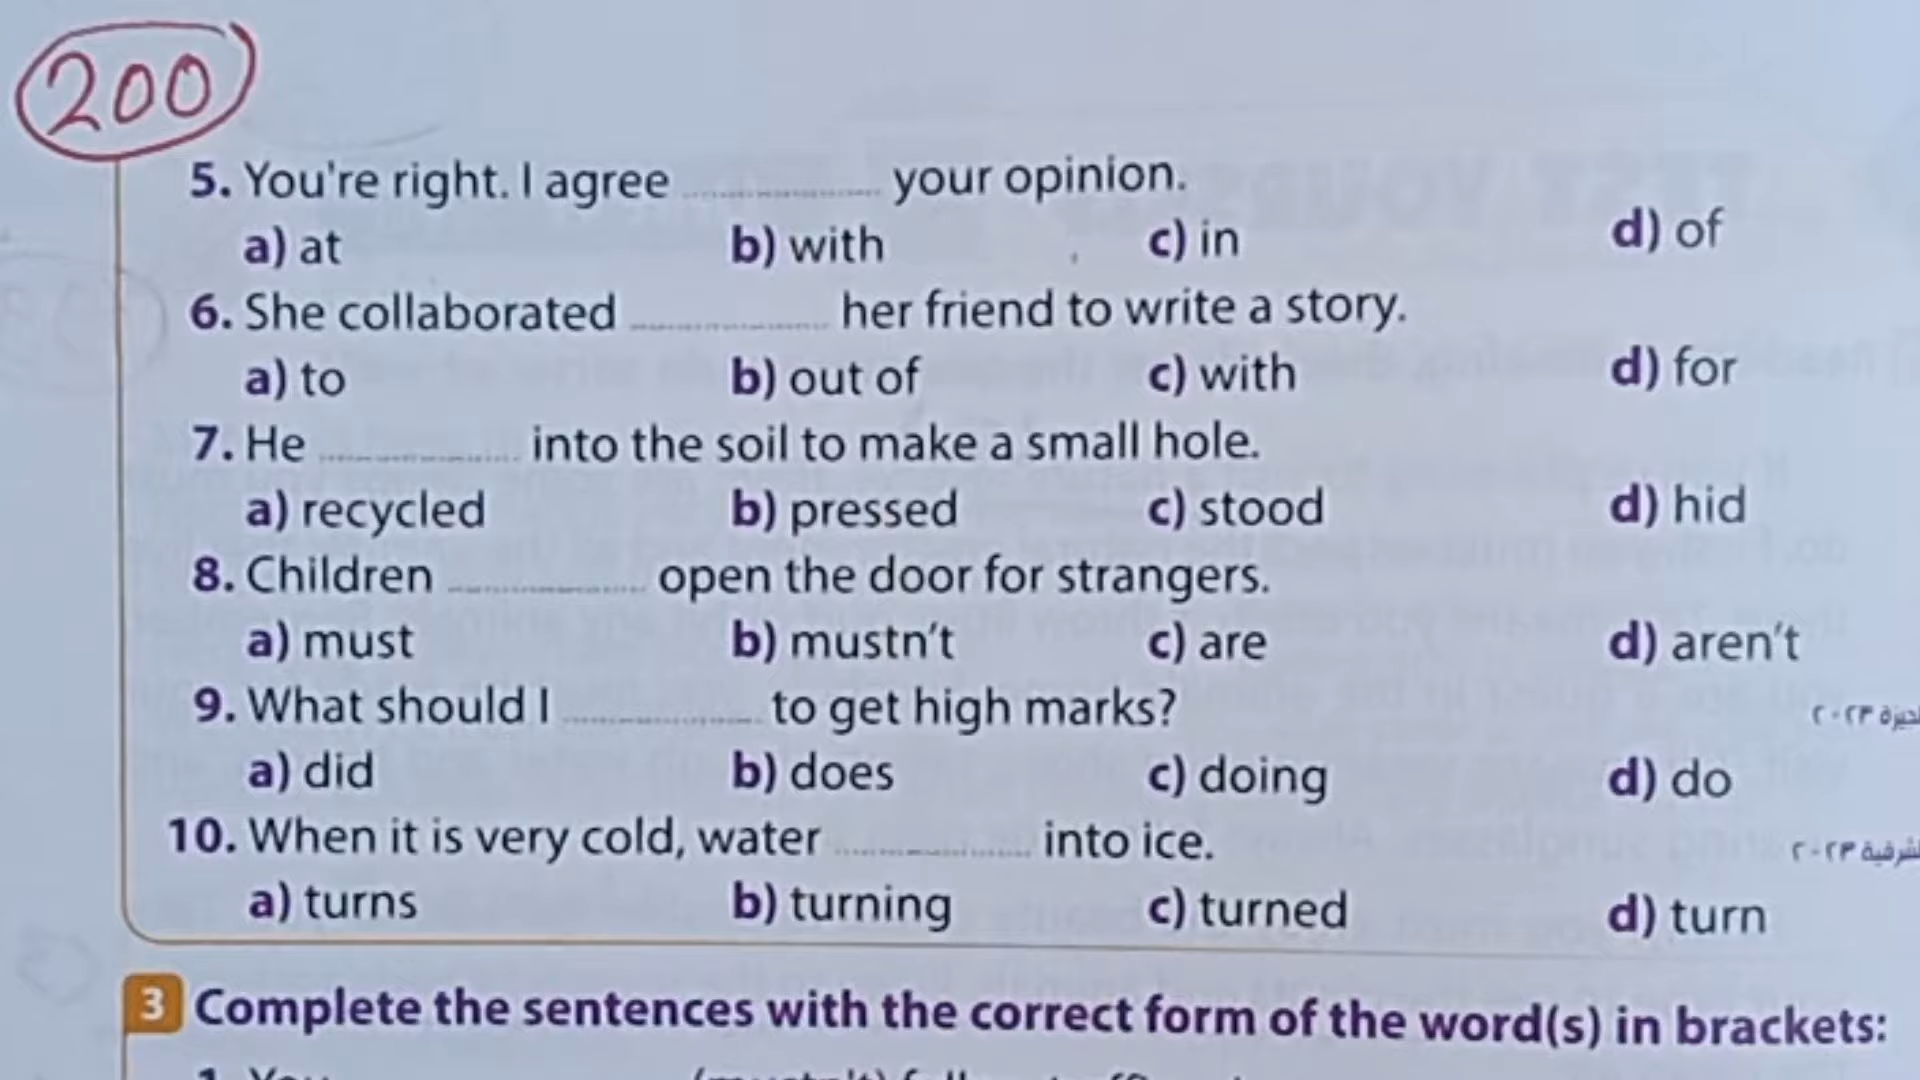 200
5. You're right. I agree ............ your opinion.
a) at b) with c) in d) of
6. She collaborated ............ her friend to write a story.
a) to b) out of c) with d) for
7. He ............ into the soil to make a small hole.
a) recycled b) pressed c) stood d) hid
8. Children ............ open the door for strangers.
a) must b) mustn't c) are d) aren't
9. What should I ............ to get high marks?
الجيزة ٢٠٢٣
a) did b) does c) doing d) do
10. When it is very cold, water ............ into ice.
الشرقية ٢٠٢٣
a) turns b) turning c) turned d) turn
3 Complete the sentences with the correct form of the word(s) in brackets: